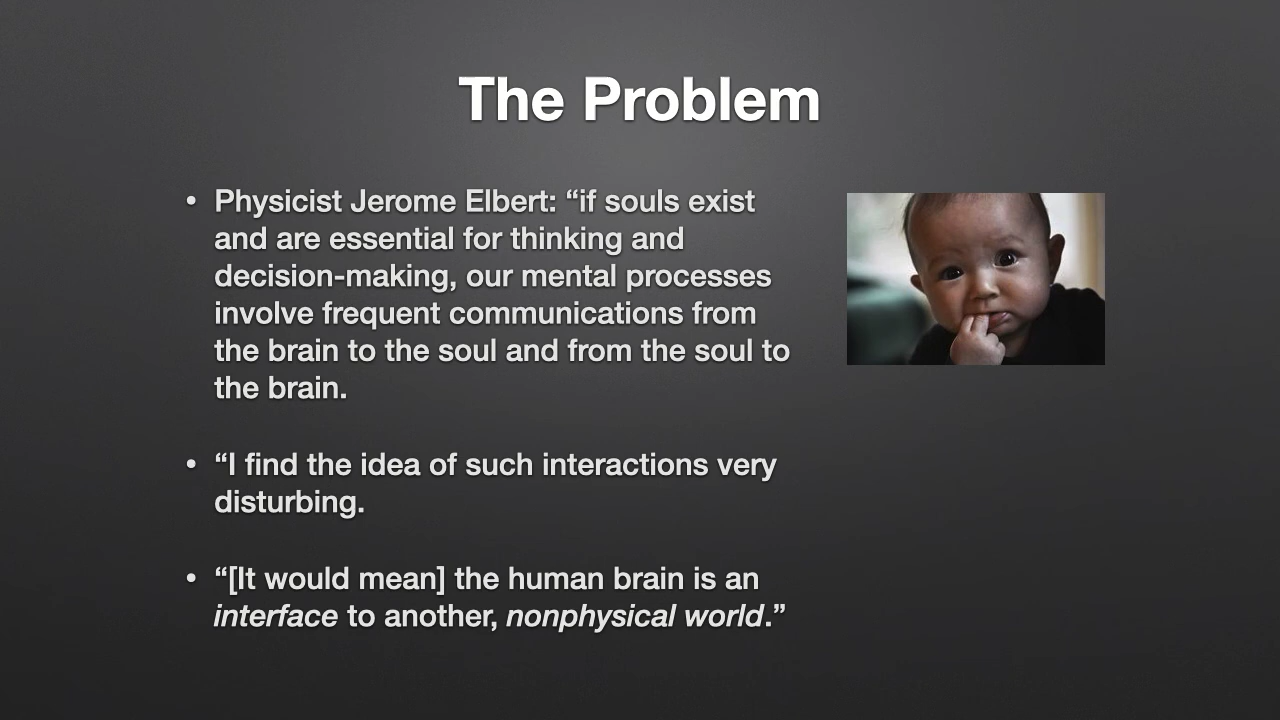 The Problem
• Physicist Jerome Elbert: “if souls exist
and are essential for thinking and
decision-making, our mental processes
involve frequent communications from
the brain to the soul and from the soul to
the brain.
• “I find the idea of such interactions very
disturbing.
• “[It would mean] the human brain is an
interface to another, nonphysical world.”